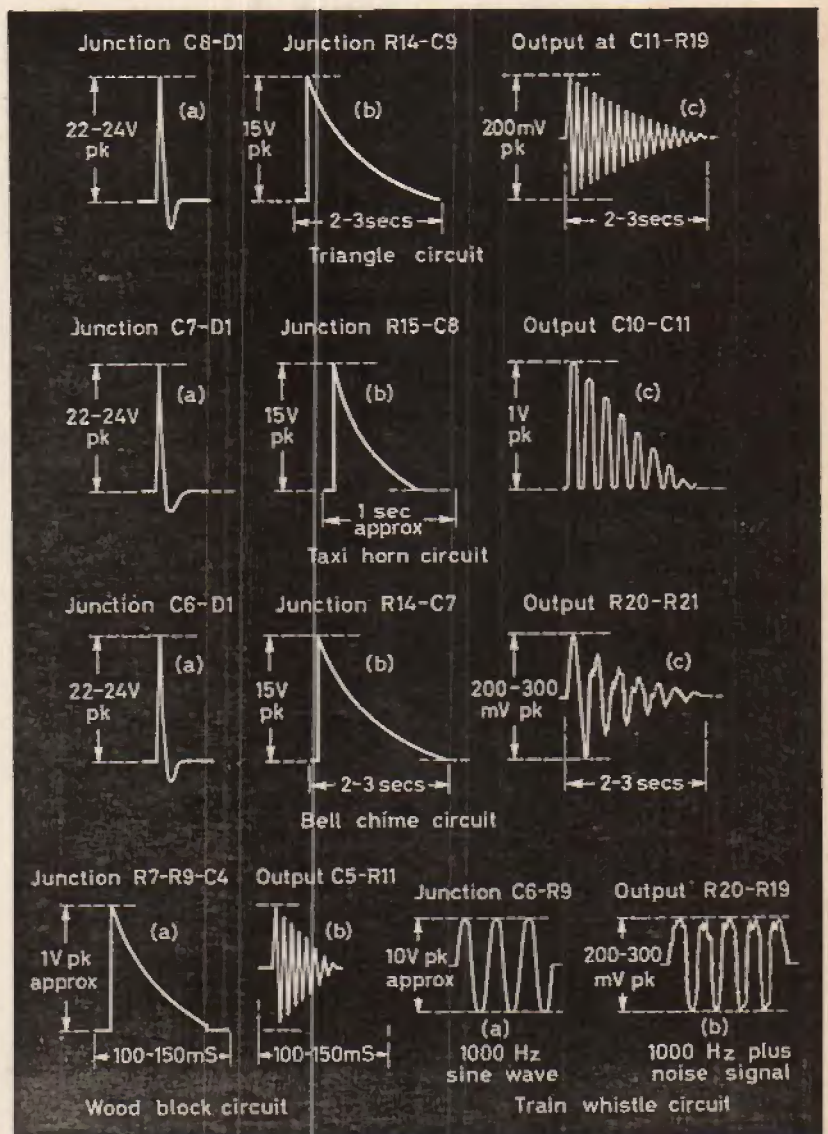 Junction C8-D1
Junction R14-C9
Output at C11-R19
22-24V
pk
(a)
15V
pk
(b)
200mV
pk
(c)
2-3secs
2-3secs
Triangle circuit
Junction C7-D1
Junction R15-C8
Output C10-C11
22-24V
pk
(a)
15V
pk
(b)
1V
pk
(c)
1 sec
approx
Taxi horn circuit
Junction C6-D1
Junction R14-C7
Output R20-R21
22-24V
pk
(a)
15V
pk
(b)
200-300
mV pk
(c)
2-3 secs
2-3 secs
Bell chime circuit
Junction R7-R9-C4
Output C5-R11
Junction C6-R9
Output R20-R19
1V pk
approx
(a)
(b)
10V pk
approx
200-300
mV pk
100-150mS
100-150mS
(a)
1000 Hz
sine wave
(b)
1000 Hz plus
noise signal
Wood block circuit
Train whistle circuit